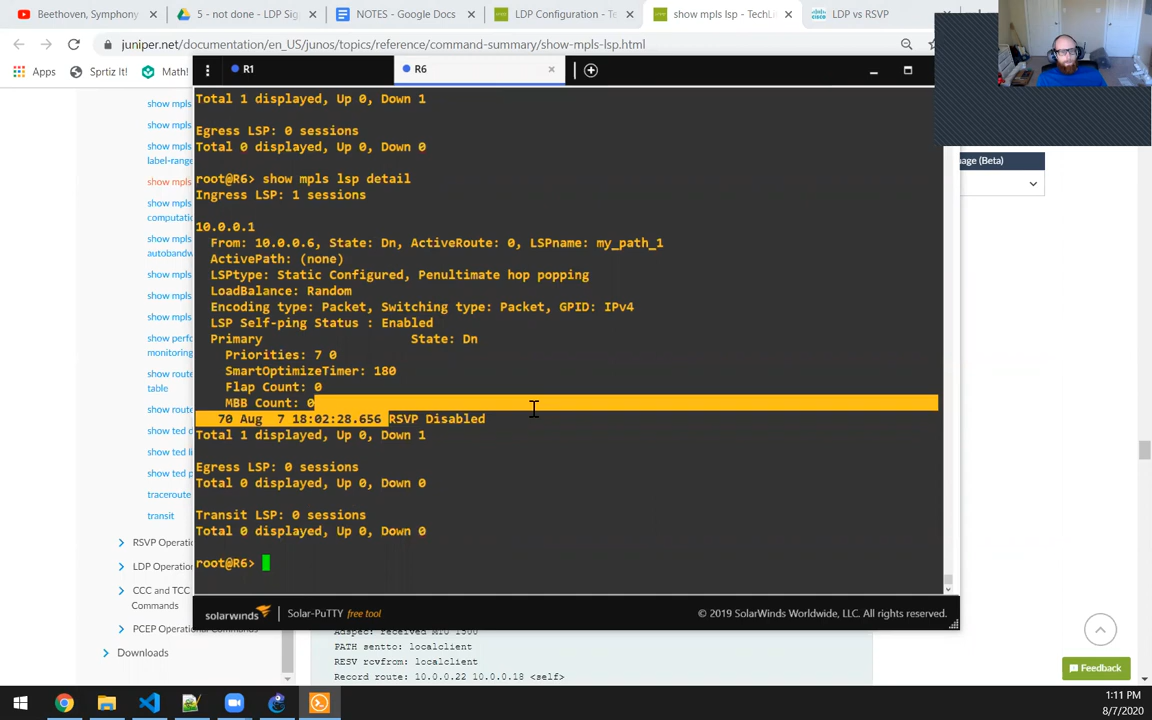 Beethoven, Symphony
5 - not done - LDP Sig
NOTES - Google Docs
LDP Configuration - Te
show mpls lsp - TechLi
LDP vs RSVP
juniper.net/documentation/en_US/junos/topics/reference/command-summary/show-mpls-lsp.html
Apps
Sprtiz It!
Math!
R1
R6
show mpls
show mpls
show mpls
label-range
show mpls
show mpls
computatio
show mpls
autobandw
show mpls
show mpls
show mpls
show perfo
monitoring
show route
table
show route
show ted d
show ted li
show ted p
traceroute
transit
RSVP Operatio
LDP Operation
CCC and TCC
Commands
PCEP Operational Commands
Downloads
Total 1 displayed, Up 0, Down 1
Egress LSP: 0 sessions
Total 0 displayed, Up 0, Down 0
root@R6> show mpls lsp detail
Ingress LSP: 1 sessions
10.0.0.1
From: 10.0.0.6, State: Dn, ActiveRoute: 0, LSPname: my_path_1
ActivePath: (none)
LSPtype: Static Configured, Penultimate hop popping
LoadBalance: Random
Encoding type: Packet, Switching type: Packet, GPID: IPv4
LSP Self-ping Status : Enabled
Primary State: Dn
Priorities: 7 0
SmartOptimizeTimer: 180
Flap Count: 0
MBB Count: 0
70 Aug 7 18:02:28.656 RSVP Disabled
Total 1 displayed, Up 0, Down 1
Egress LSP: 0 sessions
Total 0 displayed, Up 0, Down 0
Transit LSP: 0 sessions
Total 0 displayed, Up 0, Down 0
root@R6>
solarwinds Solar-PuTTY free tool
© 2019 SolarWinds Worldwide, LLC. All rights reserved.
age (Beta)
PATH sentto: localclient
RESV rcvfrom: localclient
Record route: 10.0.0.22 10.0.0.18 <self>
Feedback
1:11 PM
8/7/2020